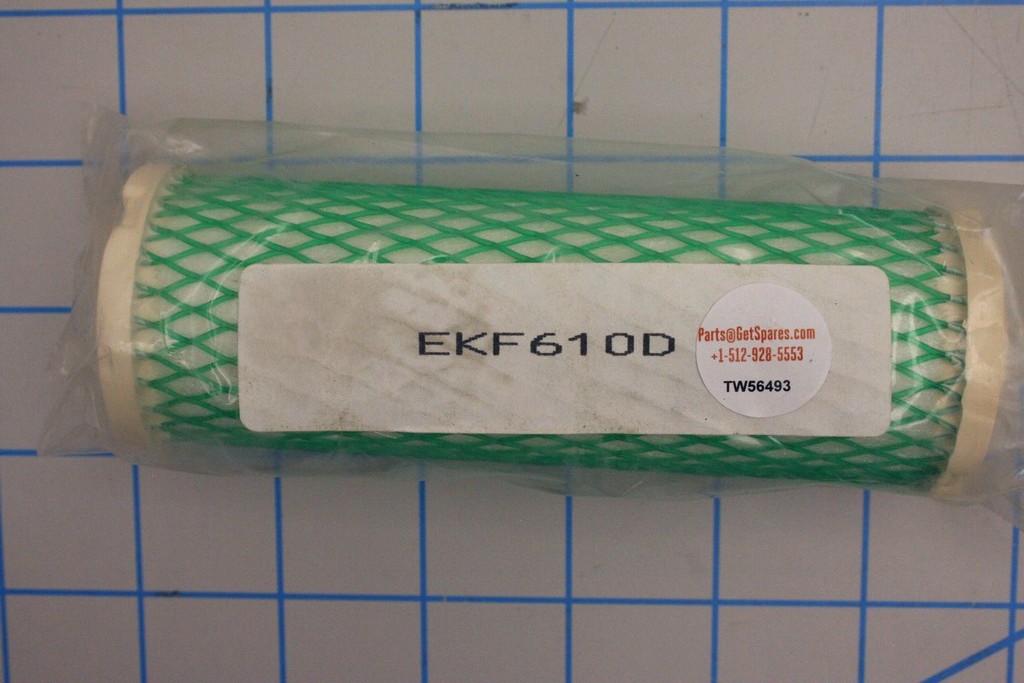 EKF610D
Parts@GetSpares.com
+1-512-928-5553
TW56493